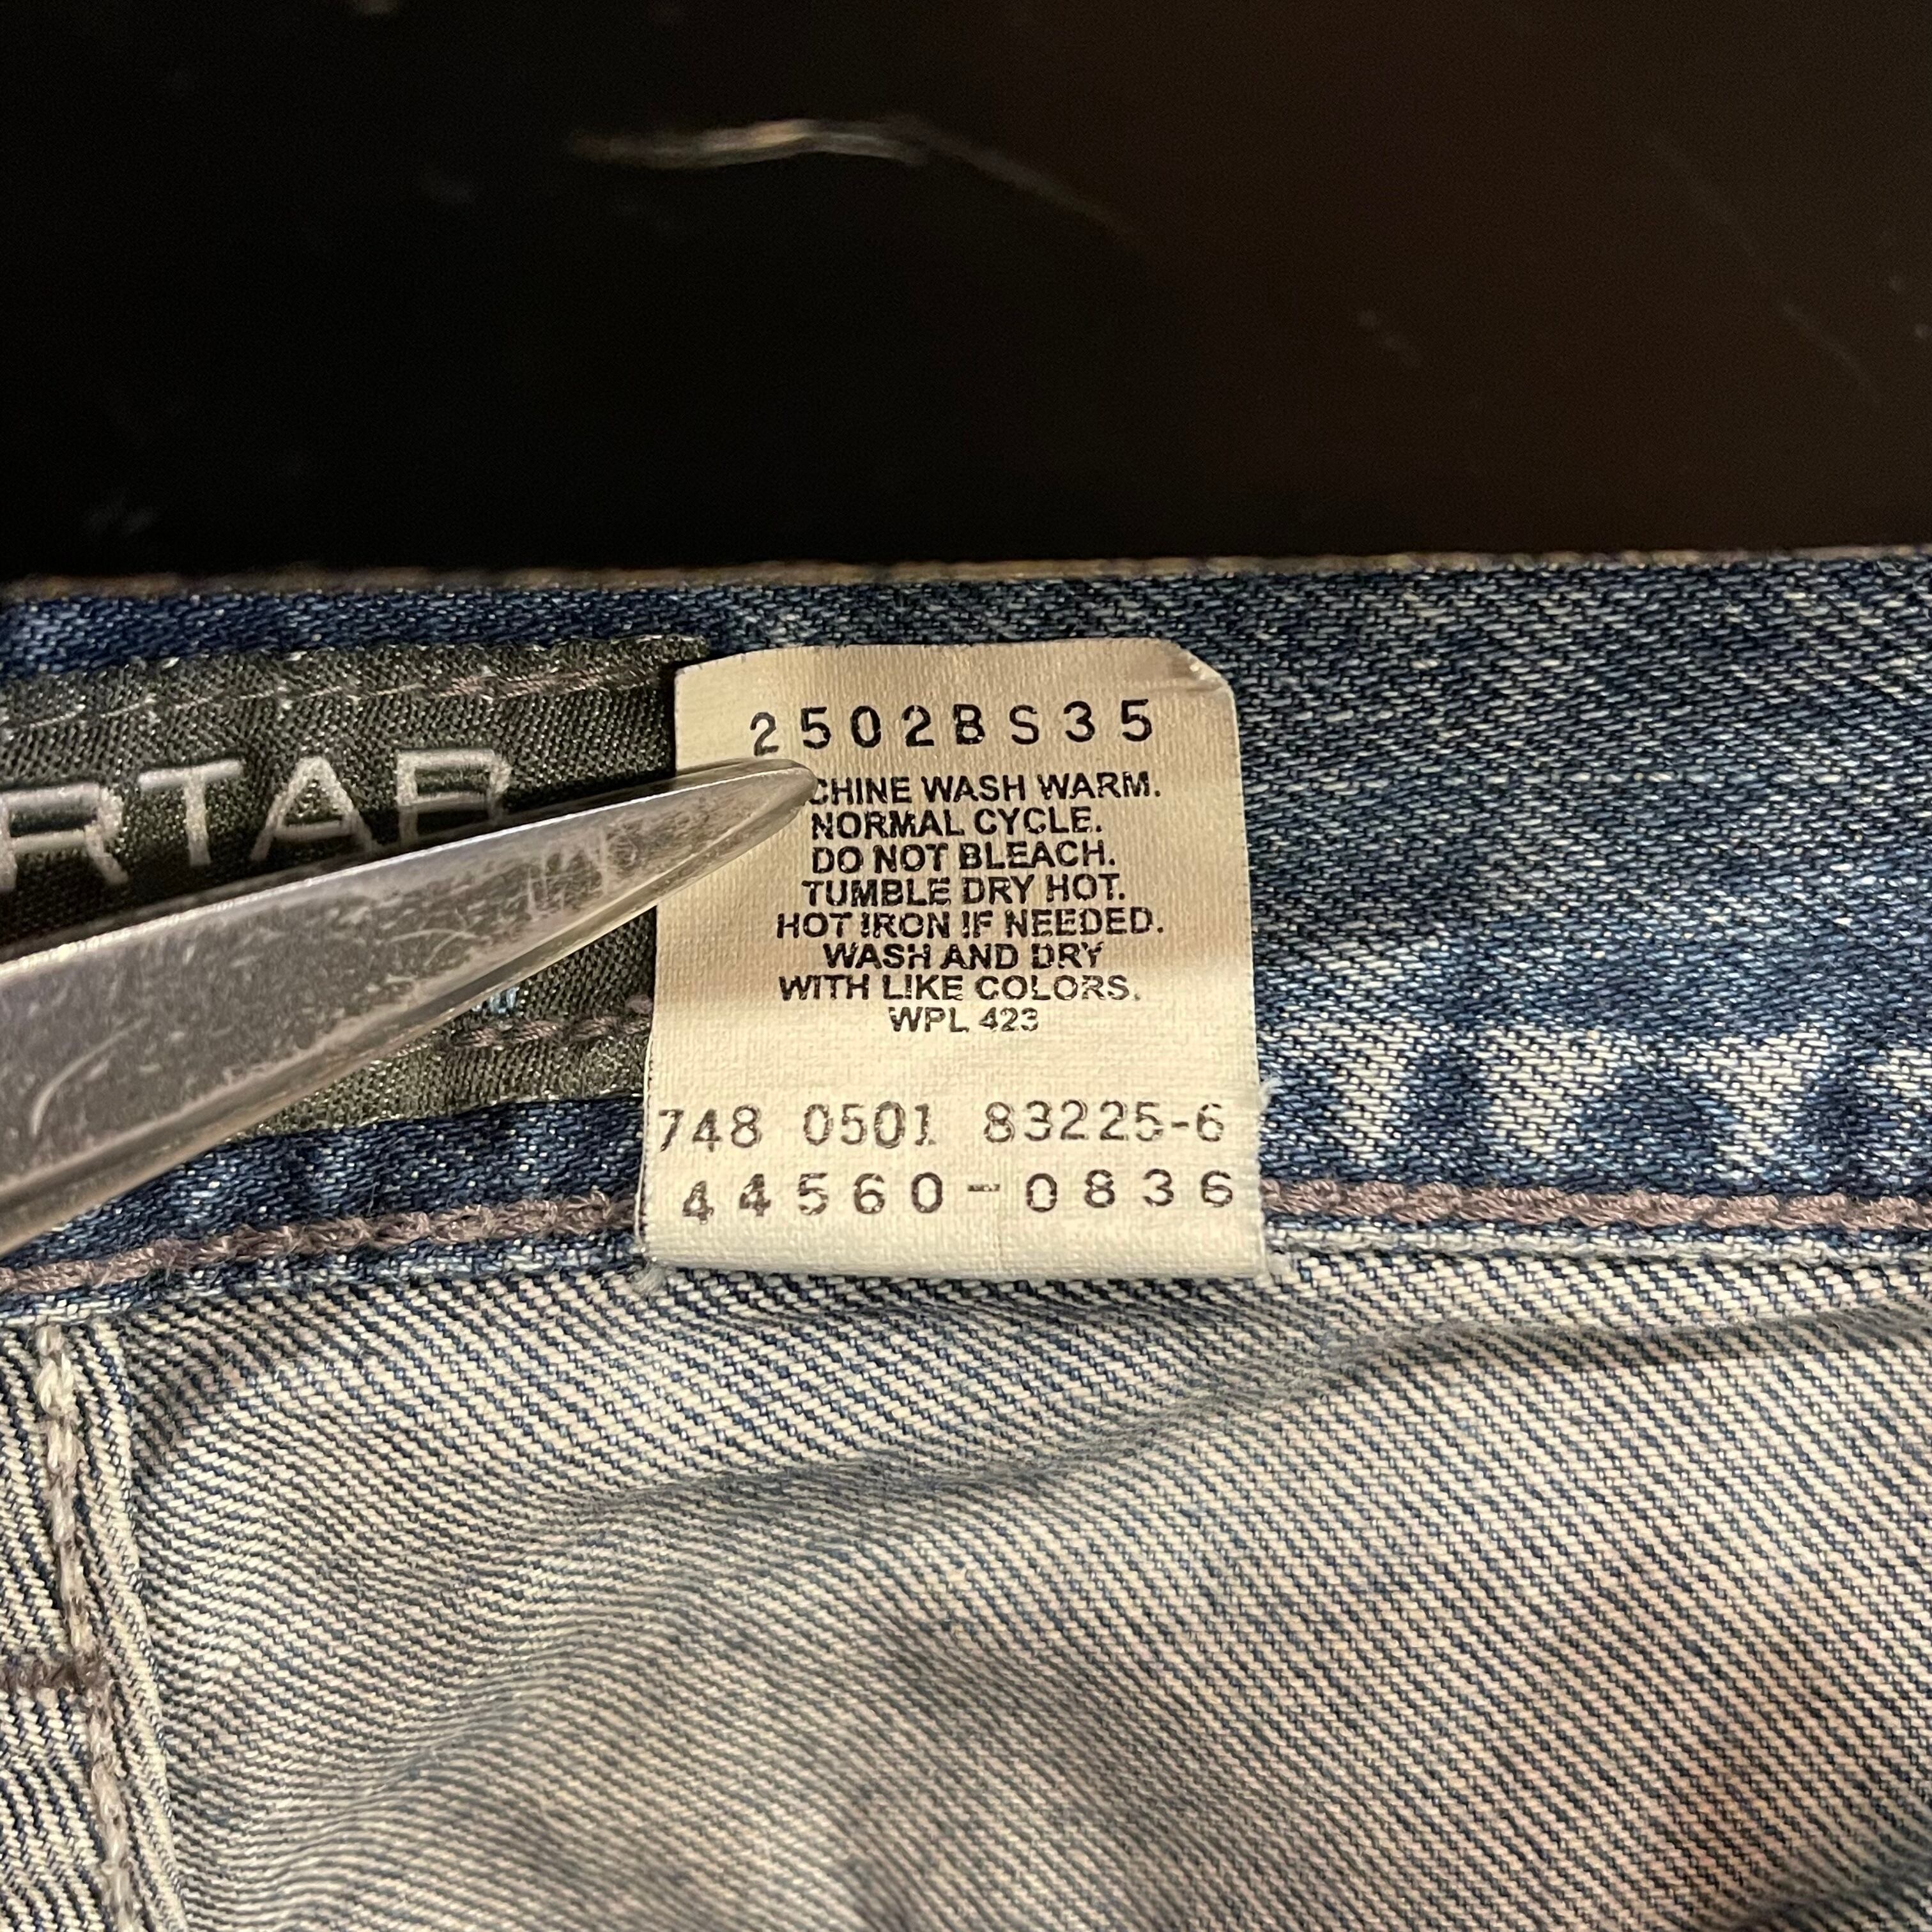 RTAB
2502BS35
CHINE WASH WARM.
NORMAL CYCLE.
DO NOT BLEACH.
TUMBLE DRY HOT.
HOT IRON IF NEEDED.
WASH AND DRY
WITH LIKE COLORS.
WPL 423
748 0501 83225-6
44560-0836